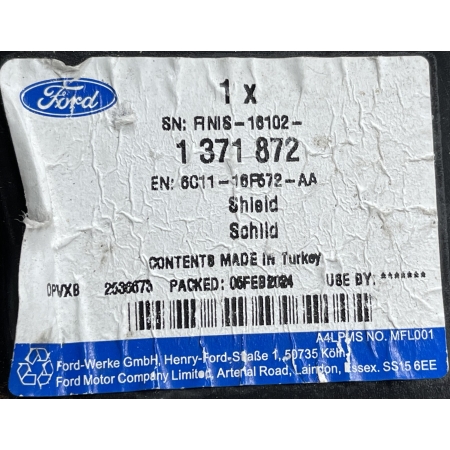 Ford
1 x
SN: FINIS-16102-
1 371 872
EN: 6C11-16F572-AA
Shield
Schild
CONTENTS MADE in Turkey
OPVXB 2536673 PACKED: 05FEB2024 USE BY: *******
A4LPMS NO. MFL001
Ford-Werke GmbH, Henry-Ford-Staße 1, 50735 Köln
Ford Motor Company Limited, Arterial Road, Laindon, Essex. SS15 6EE